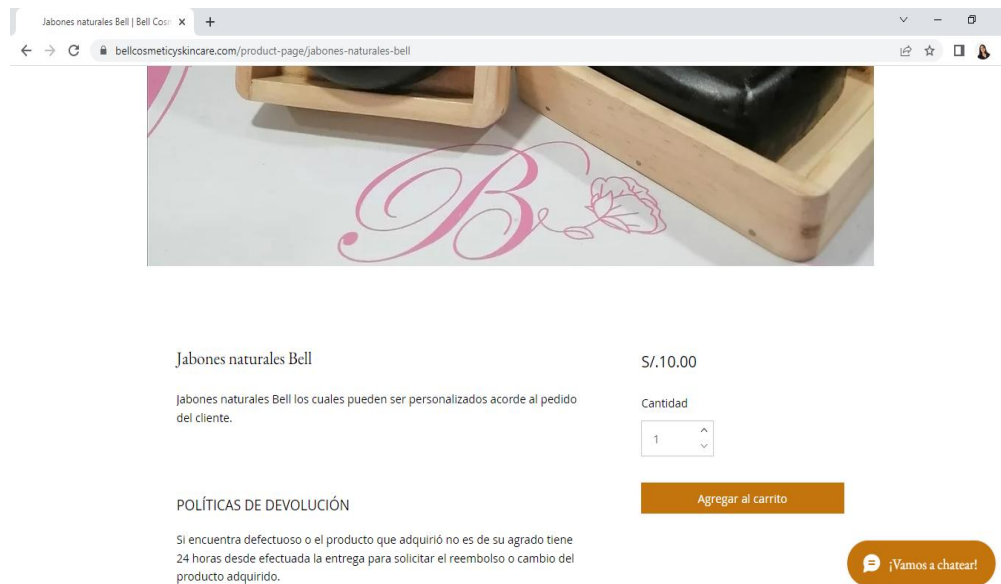 Jabones naturales Bell | Bell Cosm
bellcosmeticyskincare.com/product-page/jabones-naturales-bell
B
Jabones naturales Bell
S/.10.00
Jabones naturales Bell los cuales pueden ser personalizados acorde al pedido
del cliente.
Cantidad
1
Agregar al carrito
POLÍTICAS DE DEVOLUCIÓN
Si encuentra defectuoso o el producto que adquirió no es de su agrado tiene
24 horas desde efectuada la entrega para solicitar el reembolso o cambio del
producto adquirido.
¡Vamos a chatear!